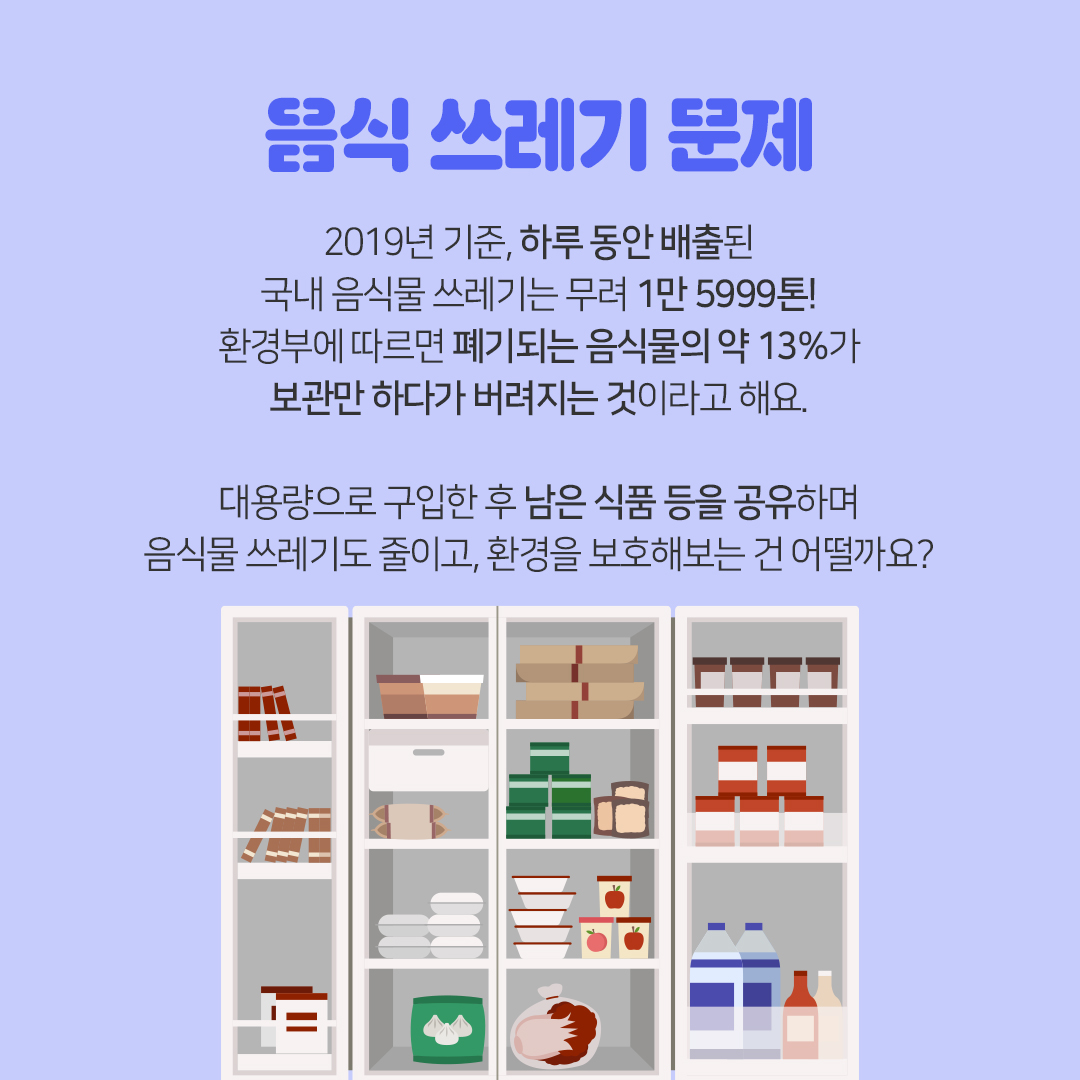 음식 쓰레기 문제
2019년 기준, 하루 동안 배출된
국내 음식물 쓰레기는 무려 1만 5999톤!
환경부에 따르면 폐기되는 음식물의 약 13%가
보관만 하다가 버려지는 것이라고 해요.
대용량으로 구입한 후 남은 식품 등을 공유하며
음식물 쓰레기도 줄이고, 환경을 보호해보는 건 어떨까요?